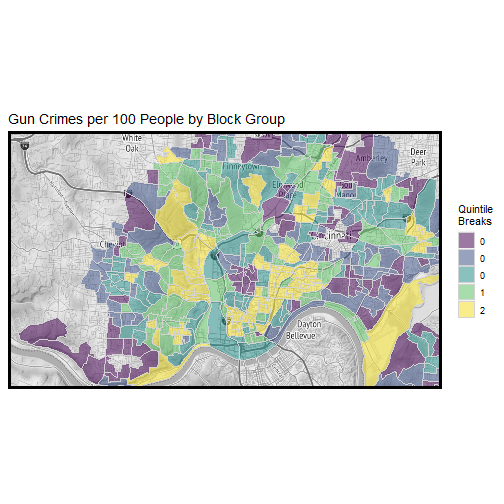 Gun Crimes per 100 People by Block Group
White
Oak
Finneytown
Amberley
Deer
Park
Elmwood
Place
Cheviot
Dayton
Bellevue
Quintile
Breaks
0
0
0
1
2